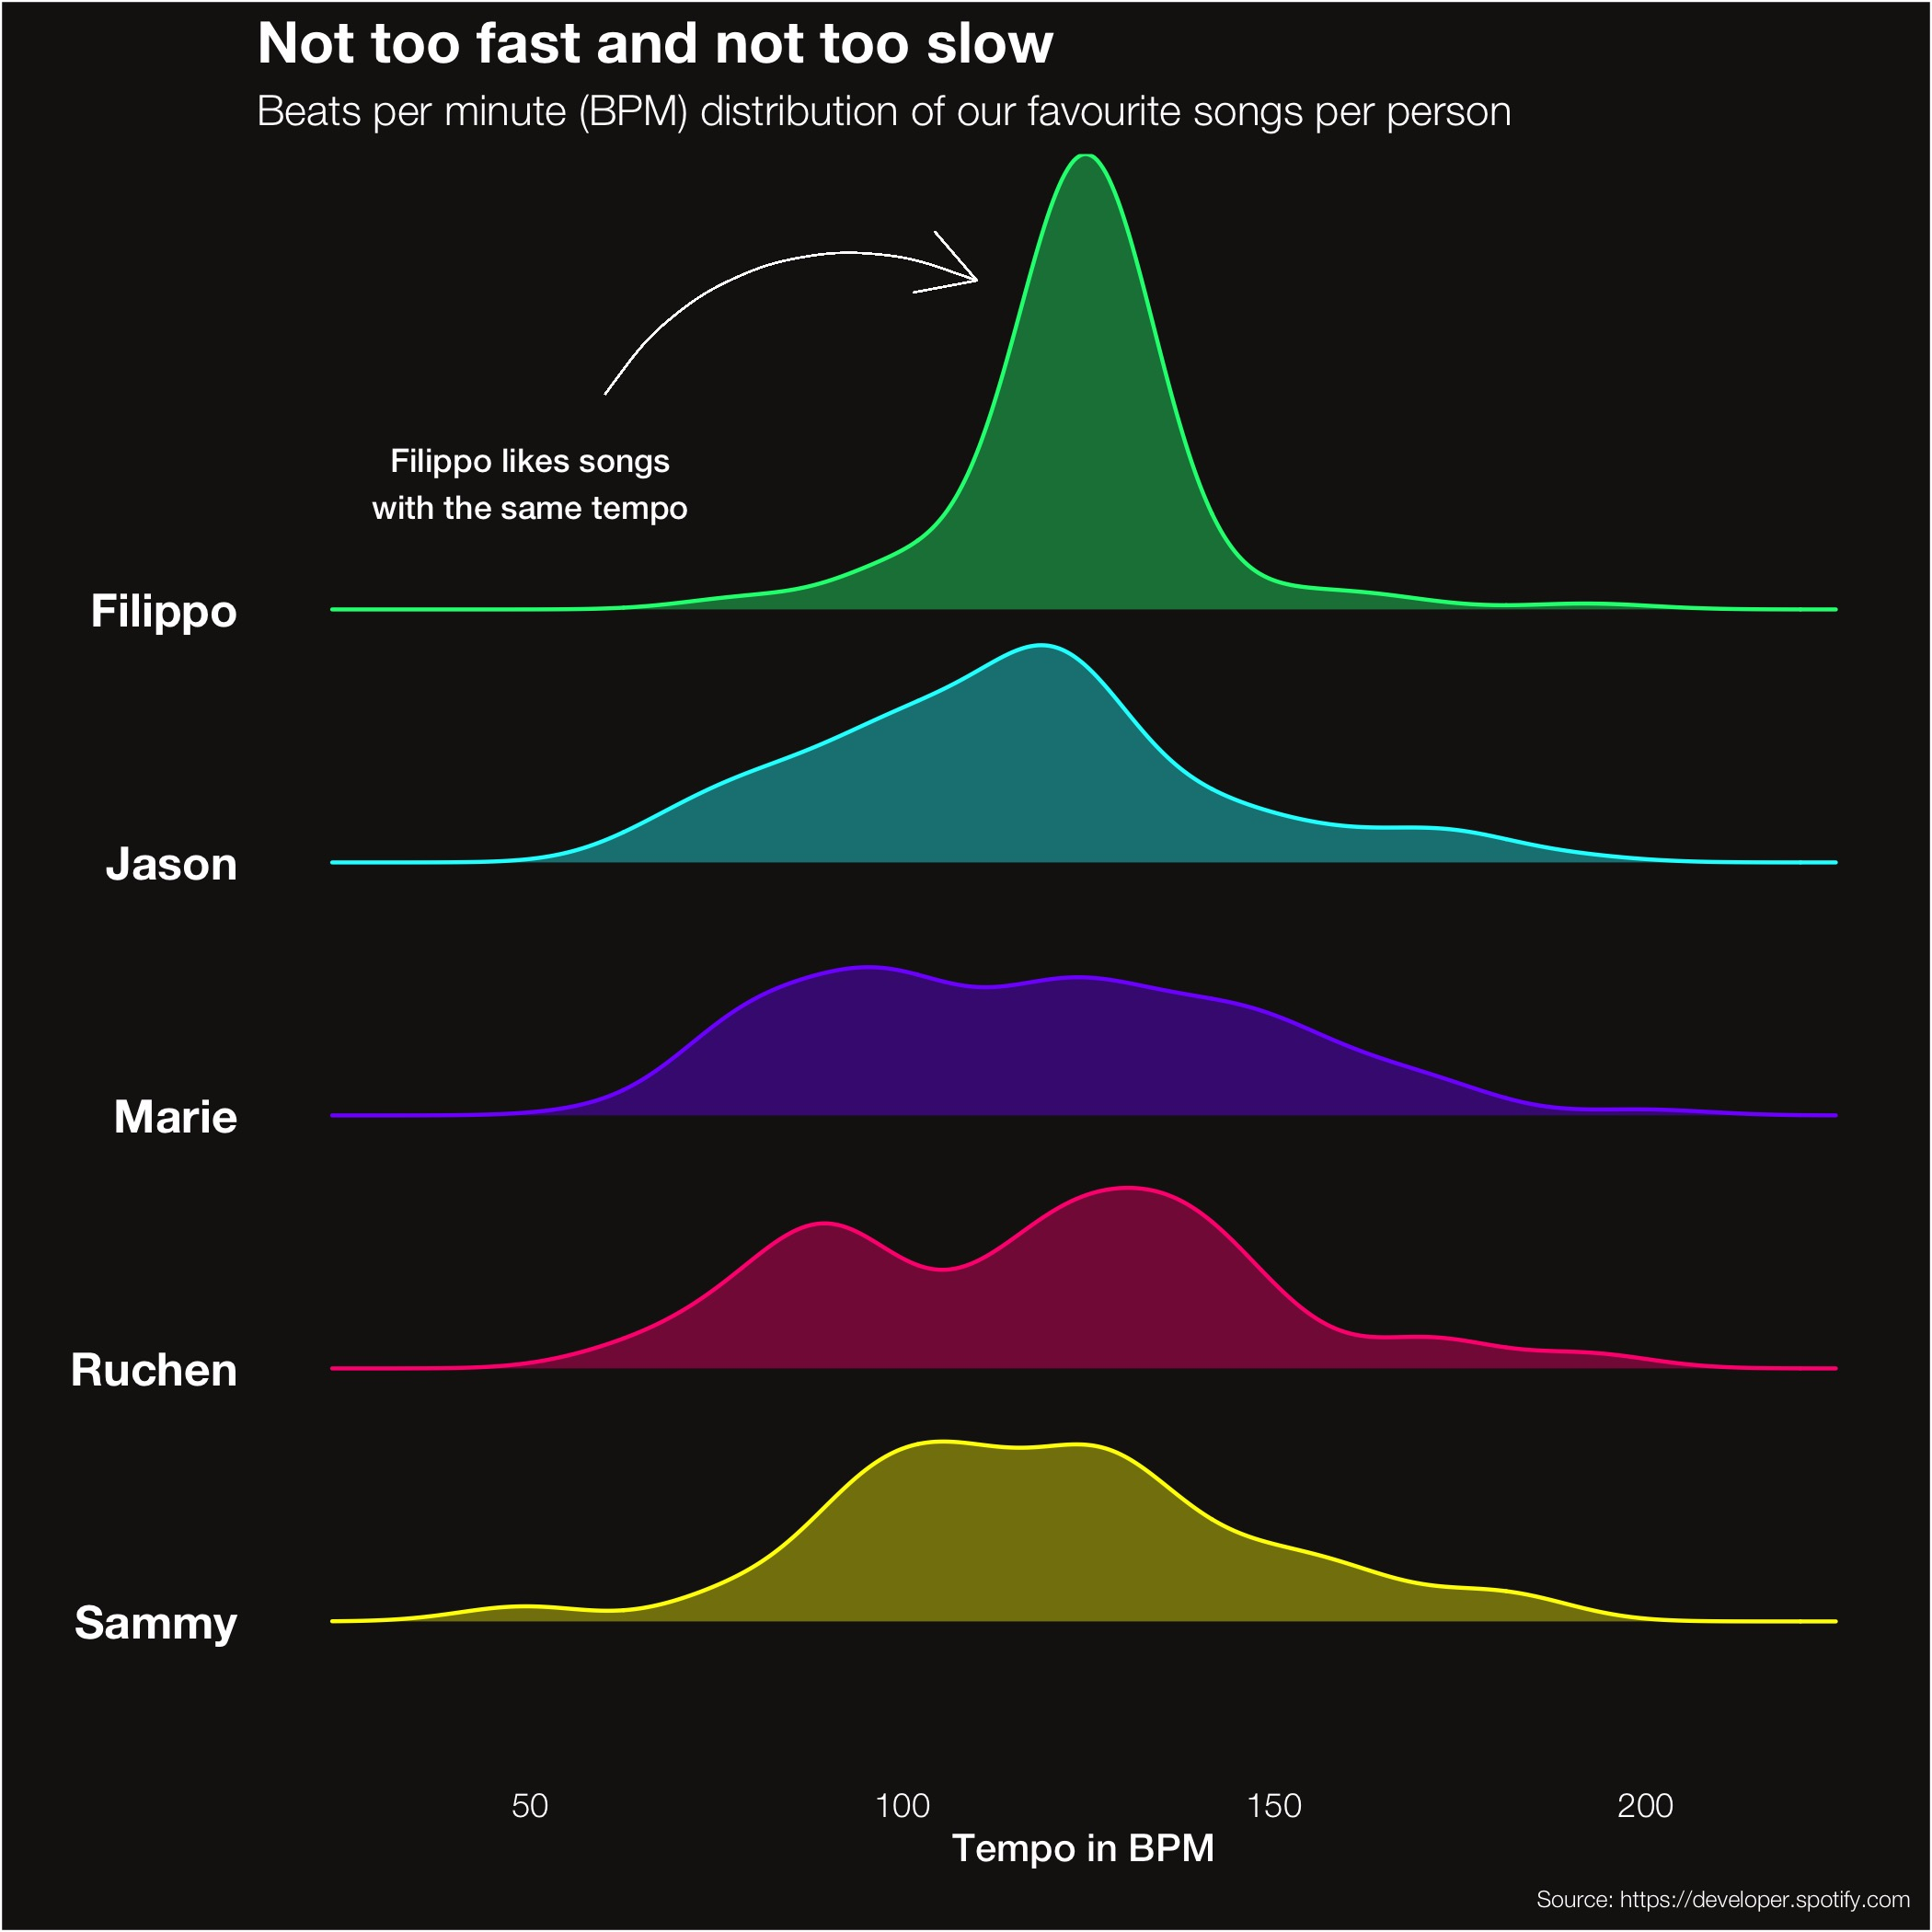 Not too fast and not too slow
Beats per minute (BPM) distribution of our favourite songs per person
Filippo likes songs
with the same tempo
Filippo
Jason
Marie
Ruchen
Sammy
50 100 150 200
Tempo in BPM
Source: https://developer.spotify.com